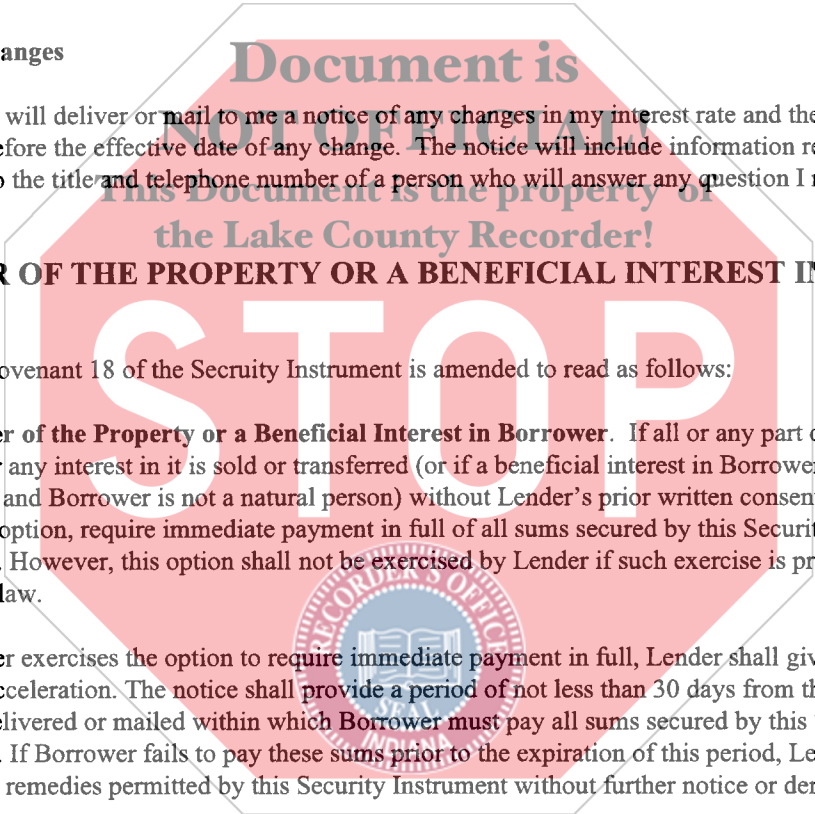 anges
Document is
will deliver or mail to me a notice of any changes in my interest rate and the
NOT OFFICIAL!
efore the effective date of any change. The notice will include information re
o the title and telephone number of a person who will answer any question I
This Document is the property of
the Lake County Recorder!
R OF THE PROPERTY OR A BENEFICIAL INTEREST IN
STOP
ovenant 18 of the Secruity Instrument is amended to read as follows:
er of the Property or a Beneficial Interest in Borrower. If all or any part
any interest in it is sold or transferred (or if a beneficial interest in Borrower
and Borrower is not a natural person) without Lender's prior written consent
option, require immediate payment in full of all sums secured by this Securit
. However, this option shall not be exercised by Lender if such exercise is pr
law.
RECORDER'S OFFICE
er exercises the option to require immediate payment in full, Lender shall giv
cceleration. The notice shall provide a period of not less than 30 days from th
SEAL
elivered or mailed within which Borrower must pay all sums secured by this
INDIANA
. If Borrower fails to pay these sums prior to the expiration of this period, Le
remedies permitted by this Security Instrument without further notice or der